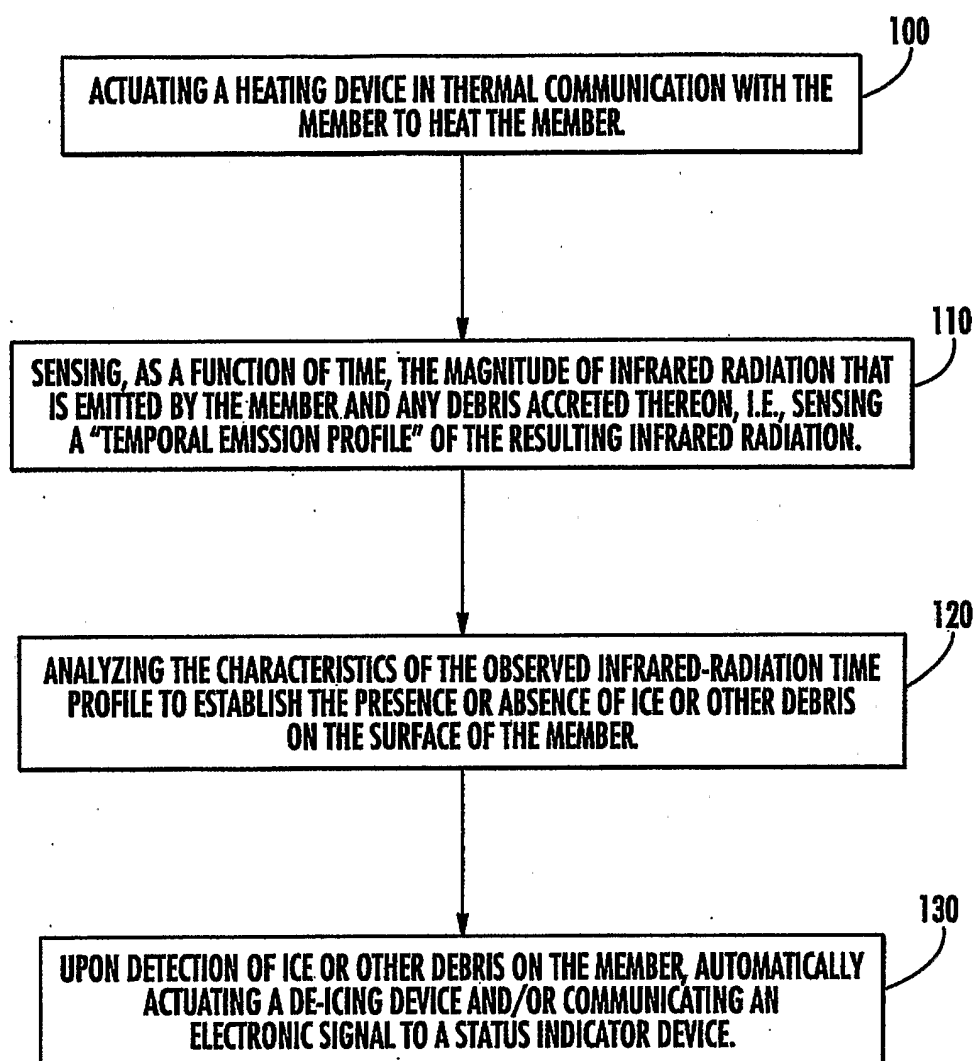 100
ACTUATING A HEATING DEVICE IN THERMAL COMMUNICATION WITH THE
MEMBER TO HEAT THE MEMBER.
110
SENSING, AS A FUNCTION OF TIME, THE MAGNITUDE OF INFRARED RADIATION THAT
IS EMITTED BY THE MEMBER AND ANY DEBRIS ACCRETED THEREON, I.E., SENSING
A "TEMPORAL EMISSION PROFILE" OF THE RESULTING INFRARED RADIATION.
120
ANALYZING THE CHARACTERISTICS OF THE OBSERVED INFRARED-RADIATION TIME
PROFILE TO ESTABLISH THE PRESENCE OR ABSENCE OF ICE OR OTHER DEBRIS
ON THE SURFACE OF THE MEMBER.
130
UPON DETECTION OF ICE OR OTHER DEBRIS ON THE MEMBER, AUTOMATICALLY
ACTUATING A DE-ICING DEVICE AND/OR COMMUNICATING AN
ELECTRONIC SIGNAL TO A STATUS INDICATOR DEVICE.